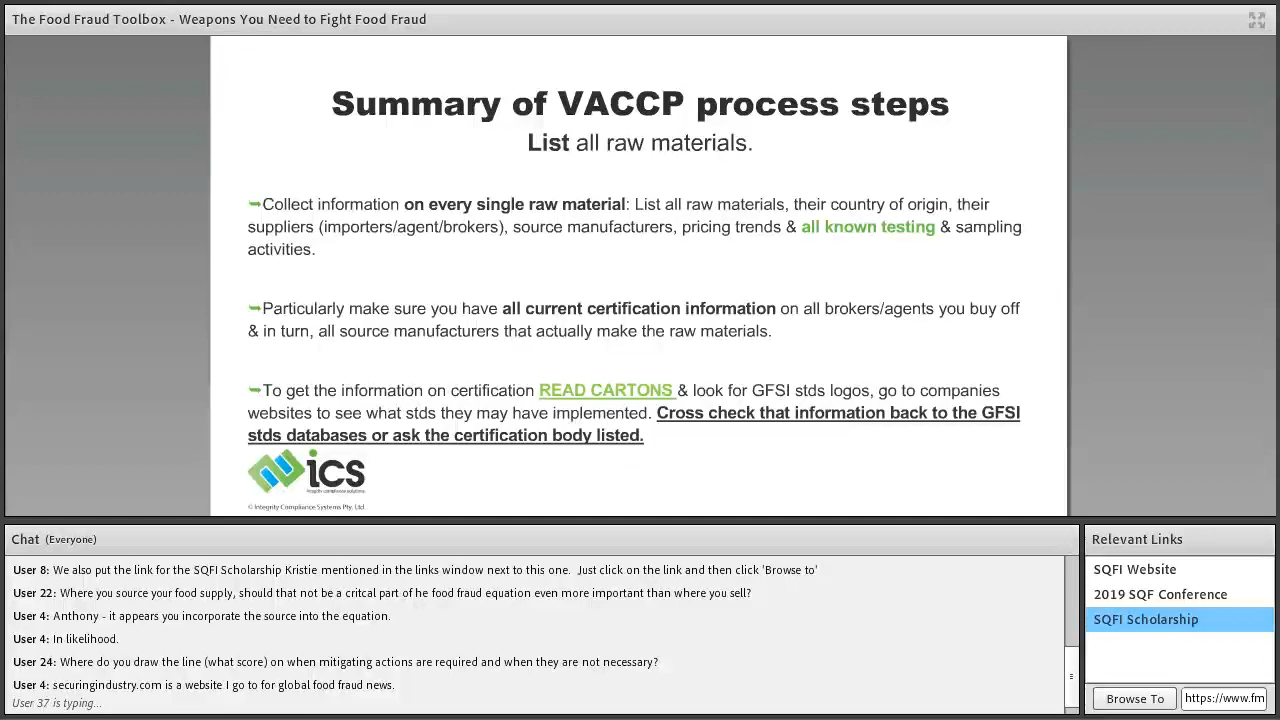 The Food Fraud Toolbox - Weapons You Need to Fight Food Fraud
Summary of VACCP process steps
List all raw materials.
➥Collect information on every single raw material: List all raw materials, their country of origin, their
suppliers (importers/agent/brokers), source manufacturers, pricing trends & all known testing & sampling
activities.
➥Particularly make sure you have all current certification information on all brokers/agents you buy off
& in turn, all source manufacturers that actually make the raw materials.
➥To get the information on certification READ CARTONS & look for GFSI stds logos, go to companies
websites to see what stds they may have implemented. Cross check that information back to the GFSI
stds databases or ask the certification body listed.
ics
integrity compliance solutions
© Integrity Compliance Systems Pty. Ltd.
Chat (Everyone)
User 8: We also put the link for the SQFI Scholarship Kristie mentioned in the links window next to this one. Just click on the link and then click 'Browse to'
User 22: Where you source your food supply, should that not be a critcal part of he food fraud equation even more important than where you sell?
User 4: Anthony - it appears you incorporate the source into the equation.
User 4: In likelihood.
User 24: Where do you draw the line (what score) on when mitigating actions are required and when they are not necessary?
User 4: securingindustry.com is a website I go to for global food fraud news.
User 37 is typing...
Relevant Links
SQFI Website
2019 SQF Conference
SQFI Scholarship
Browse To
https://www.fm